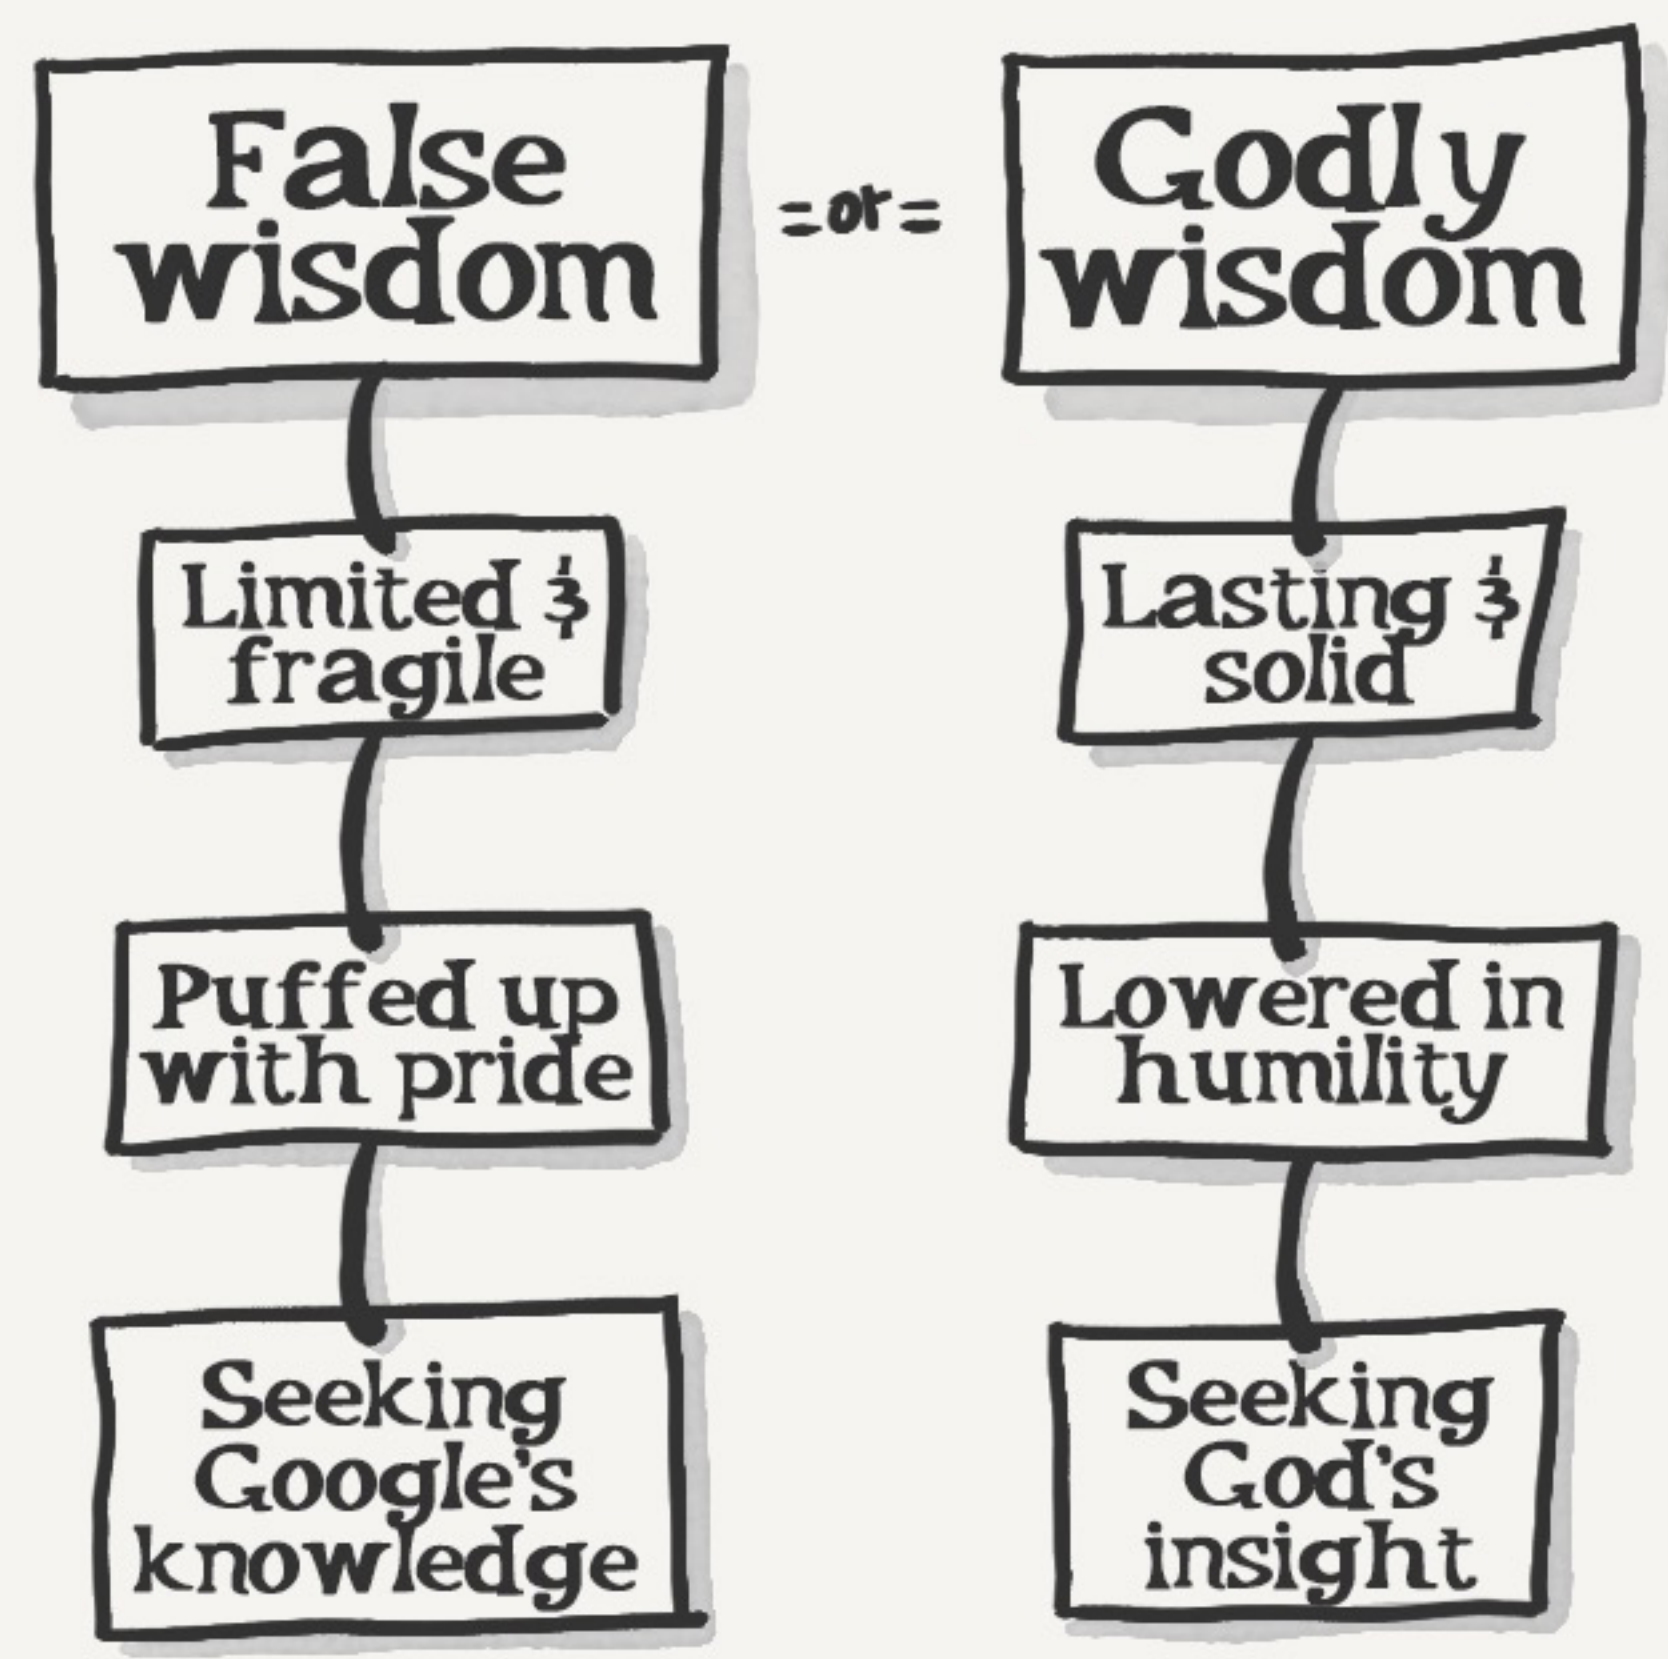 False
wisdom
=or=
Godly
wisdom
Limited &
fragile
Lasting &
solid
Puffed up
with pride
Lowered in
humility
Seeking
Google's
knowledge
Seeking
God's
insight